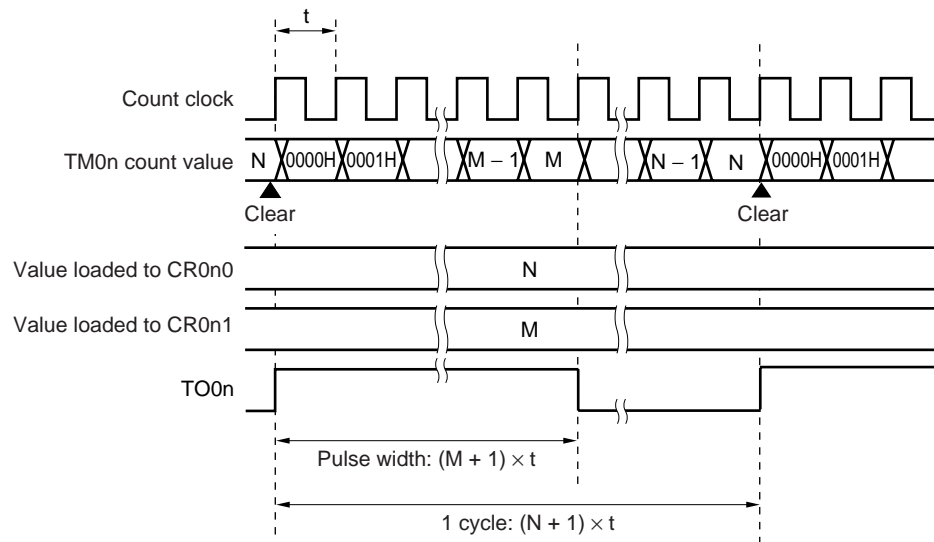 t
Count clock
TM0n count value N 0000H 0001H M – 1 M N – 1 N 0000H 0001H
Clear Clear
Value loaded to CR0n0 N
Value loaded to CR0n1 M
TO0n
Pulse width: (M + 1) × t
1 cycle: (N + 1) × t